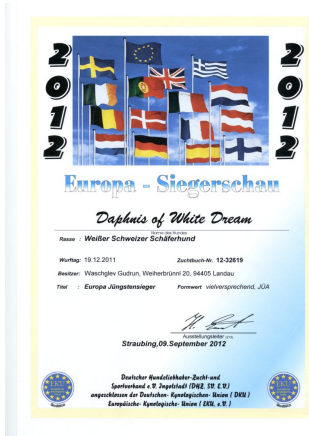 2012
2012
Europa - Siegerschau
Daphnis of White Dream
Name des Hundes
Rasse : Weißer Schweizer Schäferhund
Wurftag: 19.12.2011 Zuchtbuch-Nr. 12-32619
Besitzer: Waschglev Gudrun, Weiherbrünnl 20, 94405 Landau
Titel : Europa Jüngstensieger Formwert vielversprechend, JÜA
Ausstellungsleiter
Straubing,09.September 2012
Deutscher Hundeliebhaber-Zucht-und
Sportverband e.V. Ingolstadt (DHZ. SV. E.V.)
angeschlossen der Deutschen- Kynologischen- Union ( DKU )
Europäische- Kynologische- Union ( EKU, e.V. )
EKU
EKU